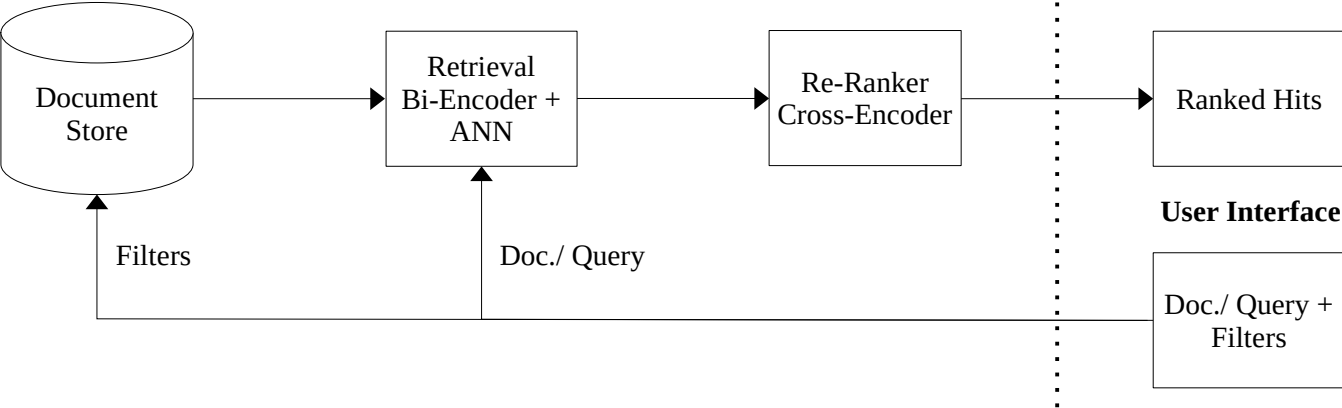 Document
Store
Retrieval
Bi-Encoder +
ANN
Re-Ranker
Cross-Encoder
Ranked Hits
User Interface
Filters
Doc./ Query
Doc./ Query +
Filters